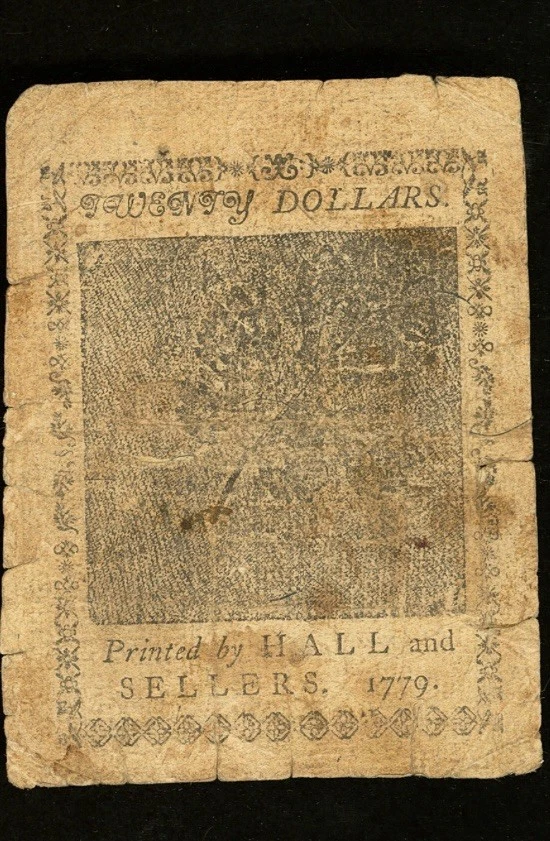 TWENTY DOLLARS.
Printed by HALL and
SELLERS. 1779.